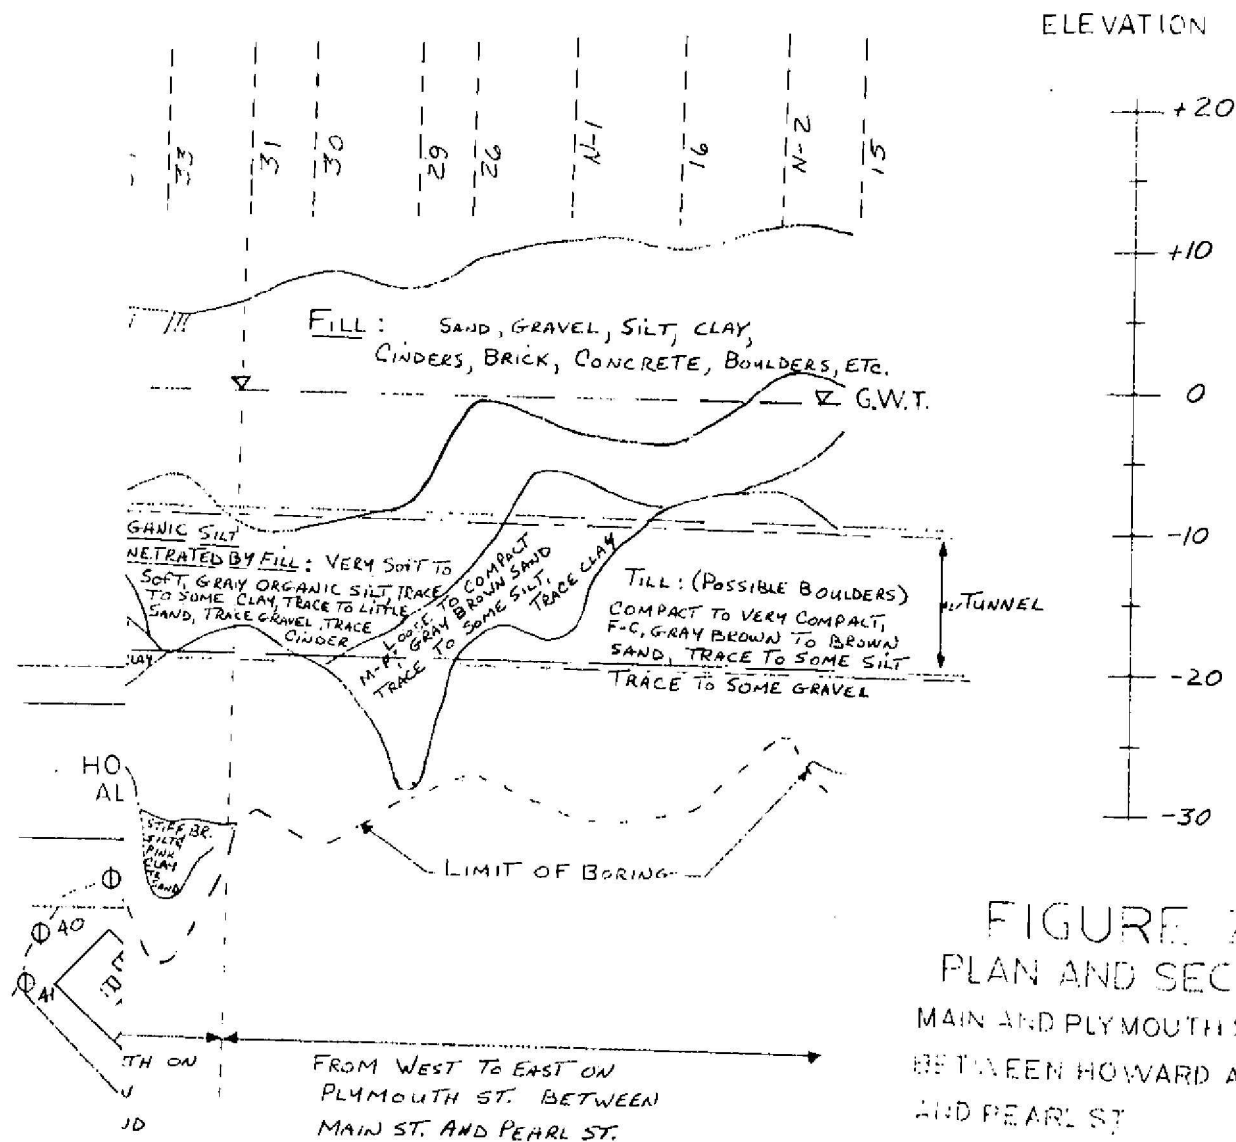 ELEVATION
33
31
30
29
26
N-1
16
N-2
15
+20
+10
0
-10
-20
-30
FILL: SAND, GRAVEL, SILT, CLAY,
CINDERS, BRICK, CONCRETE, BOULDERS, ETC.
G.W.T.
GANIC SILT
NETRATED BY FILL: VERY SOFT TO
SOFT, GRAY ORGANIC SILT, TRACE
TO SOME CLAY, TRACE TO LITTLE
SAND, TRACE GRAVEL, TRACE
CINDER
LAY
LOOSE TO COMPACT
M-F, GRAY BROWN SAND
TRACE TO SOME SILT,
TRACE CLAY
TILL: (POSSIBLE BOULDERS)
COMPACT TO VERY COMPACT,
F-C, GRAY BROWN TO BROWN
SAND, TRACE TO SOME SILT
TRACE TO SOME GRAVEL
TUNNEL
HO
AL
STIFF, BR.
SILTY
PINK
CLAY
TR
SAND
LIMIT OF BORING
40
41
TH ON
FROM WEST TO EAST ON
PLYMOUTH ST. BETWEEN
MAIN ST. AND PEARL ST.
FIGURE
PLAN AND SEC
MAIN AND PLYMOUTH S
BETWEEN HOWARD A
AND PEARL ST